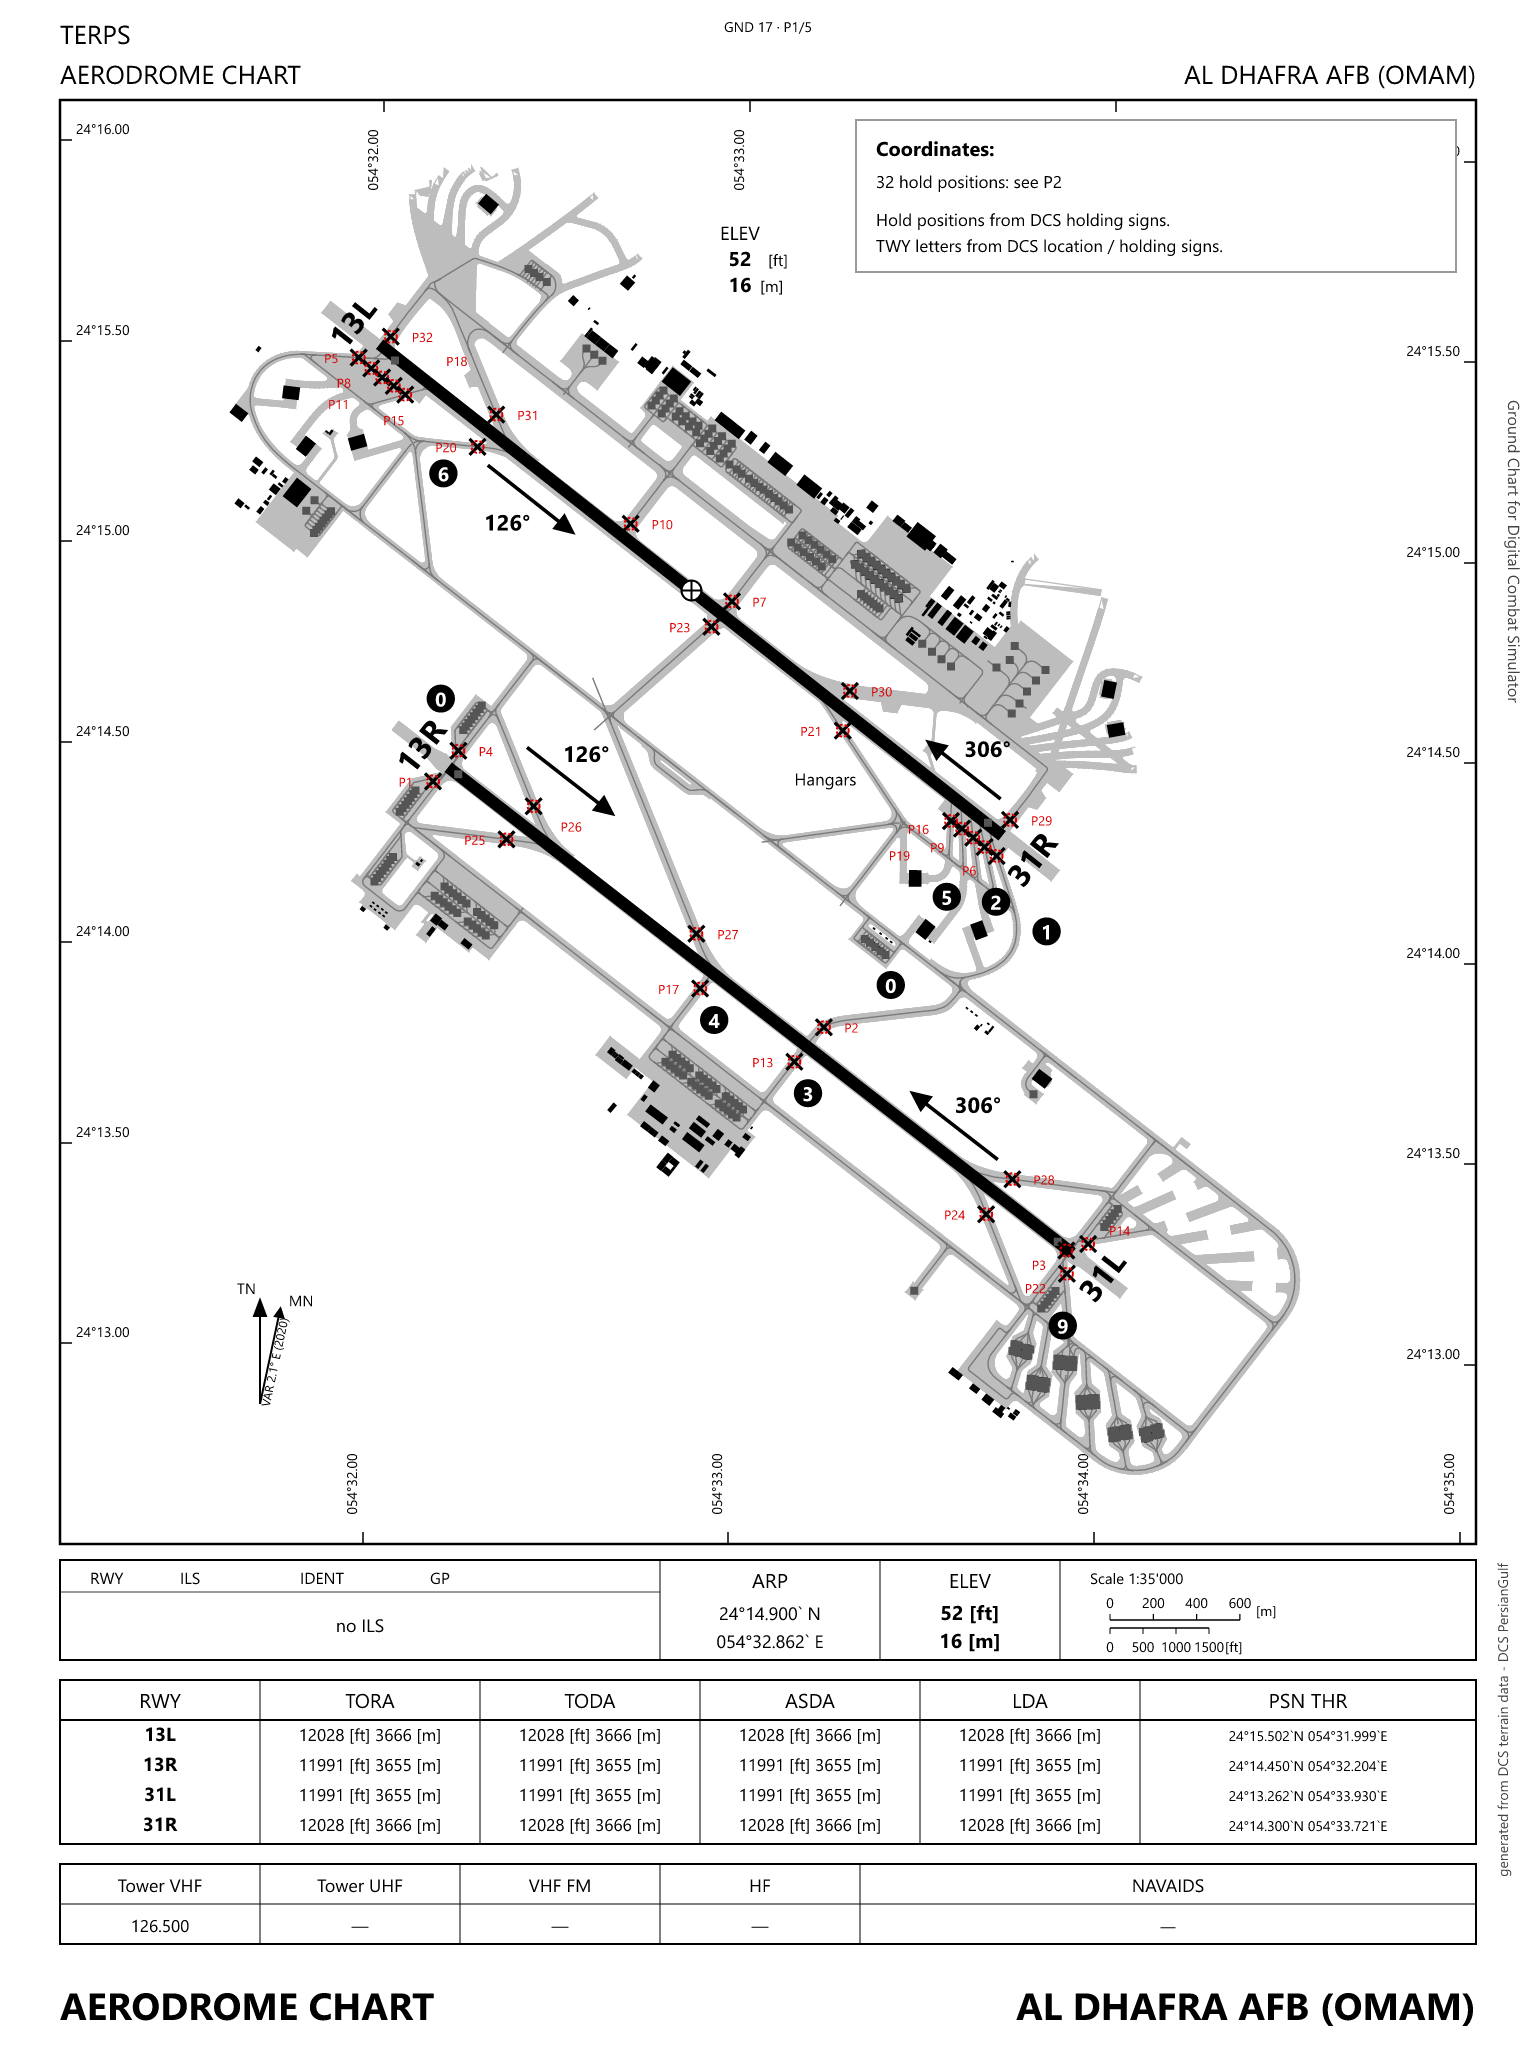 GND 17 · P1/5
TERPS
AERODROME CHART
AL DHAFRA AFB (OMAM)
24°16.00
054°32.00
054°33.00
Coordinates:
32 hold positions: see P2
Hold positions from DCS holding signs.
TWY letters from DCS location / holding signs.
ELEV
52 [ft]
16 [m]
24°15.50
24°15.50
13L
P32
P5
P18
P8
P11
P15
P31
P20
6
126°
P10
24°15.00
24°15.00
P7
P23
P30
P21
0
13R
P4
126°
P1
306°
Hangars
24°14.50
24°14.50
P26
P25
P16
P29
P9
P19
P6
31R
5
2
1
24°14.00
24°14.00
P27
P17
0
4
P2
P13
3
306°
24°13.50
24°13.50
P28
P24
P14
P3
P22
31L
9
TN
MN
VAR 2.1° E (2020)
24°13.00
24°13.00
054°32.00
054°33.00
054°34.00
054°35.00
Ground Chart for Digital Combat Simulator
RWY ILS IDENT GP
no ILS
ARP
24°14.900` N
054°32.862` E
ELEV
52 [ft]
16 [m]
Scale 1:35'000
0 200 400 600 [m]
0 500 1000 1500[ft]
RWY TORA TODA ASDA LDA PSN THR
13L 12028 [ft] 3666 [m] 12028 [ft] 3666 [m] 12028 [ft] 3666 [m] 12028 [ft] 3666 [m] 24°15.502`N 054°31.999`E
13R 11991 [ft] 3655 [m] 11991 [ft] 3655 [m] 11991 [ft] 3655 [m] 11991 [ft] 3655 [m] 24°14.450`N 054°32.204`E
31L 11991 [ft] 3655 [m] 11991 [ft] 3655 [m] 11991 [ft] 3655 [m] 11991 [ft] 3655 [m] 24°13.262`N 054°33.930`E
31R 12028 [ft] 3666 [m] 12028 [ft] 3666 [m] 12028 [ft] 3666 [m] 12028 [ft] 3666 [m] 24°14.300`N 054°33.721`E
Tower VHF Tower UHF VHF FM HF NAVAIDS
126.500 — — — —
generated from DCS terrain data - DCS PersianGulf
AERODROME CHART
AL DHAFRA AFB (OMAM)